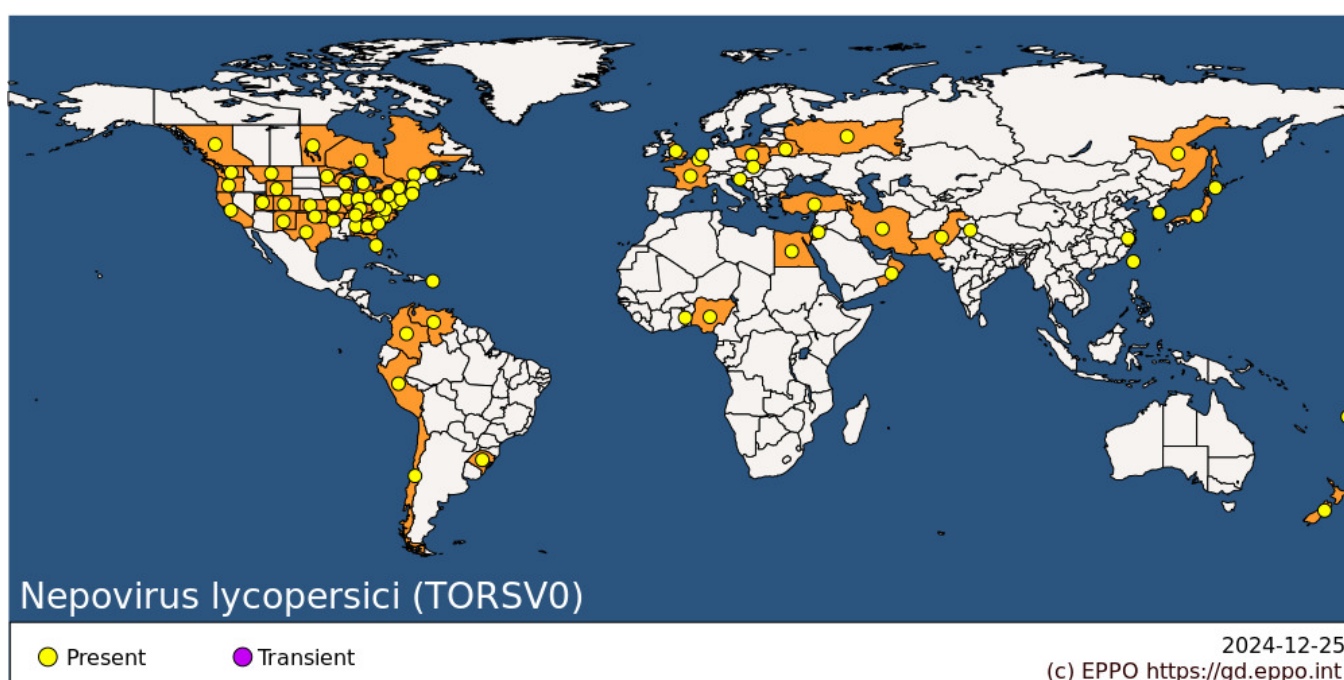 Nepovirus lycopersici (TORSV0)
Present
Transient
2024-12-25
(c) EPPO https://gd.eppo.int